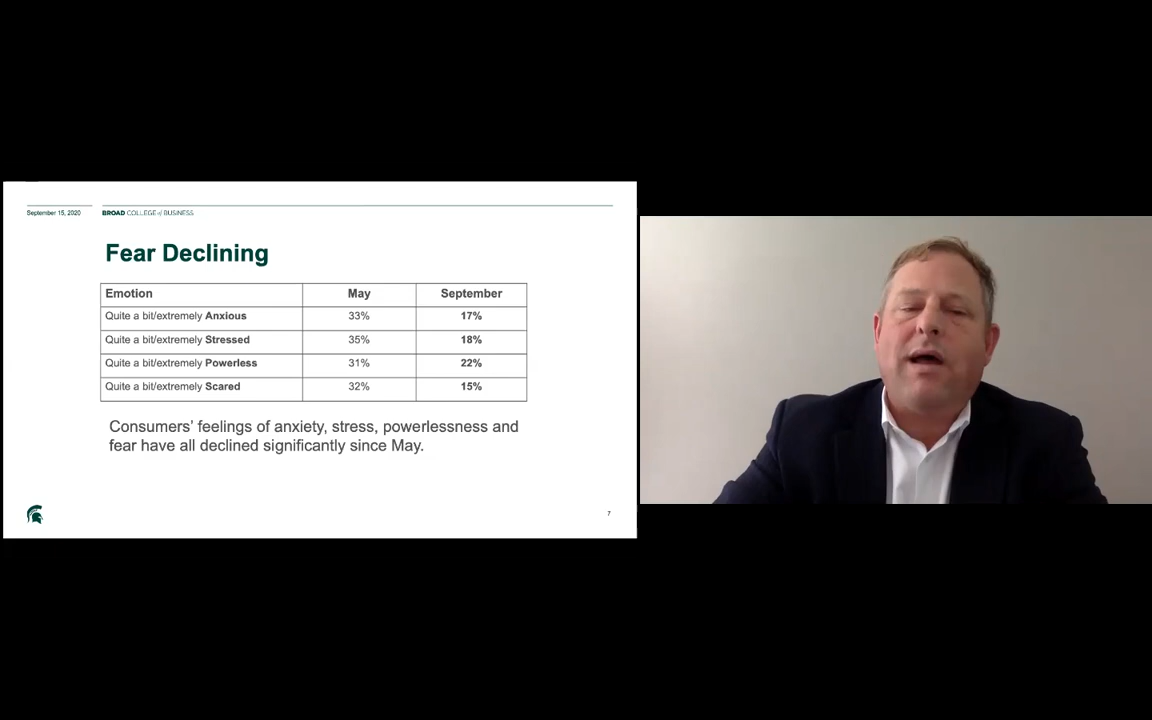 September 15, 2020 BROAD COLLEGE of BUSINESS
Fear Declining
Emotion May September
Quite a bit/extremely Anxious 33% 17%
Quite a bit/extremely Stressed 35% 18%
Quite a bit/extremely Powerless 31% 22%
Quite a bit/extremely Scared 32% 15%
Consumers' feelings of anxiety, stress, powerlessness and
fear have all declined significantly since May.
7